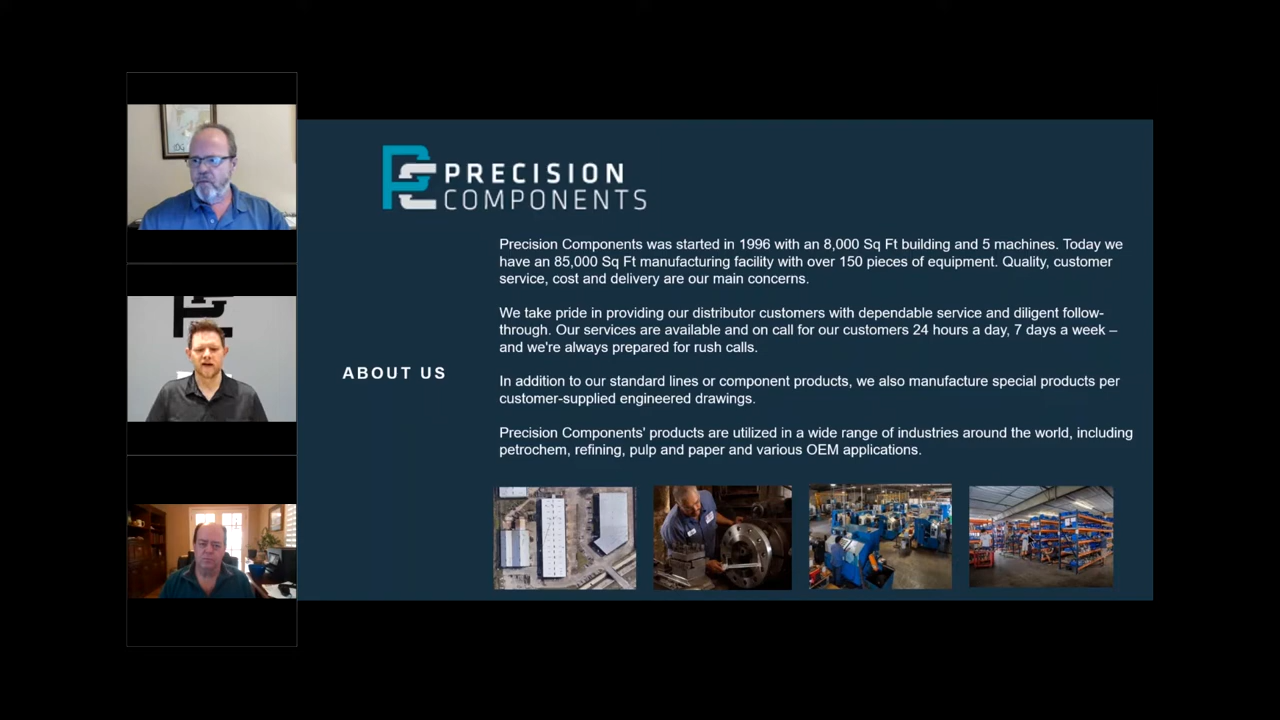 PRECISION
COMPONENTS
Precision Components was started in 1996 with an 8,000 Sq Ft building and 5 machines. Today we
have an 85,000 Sq Ft manufacturing facility with over 150 pieces of equipment. Quality, customer
service, cost and delivery are our main concerns.
We take pride in providing our distributor customers with dependable service and diligent follow-
through. Our services are available and on call for our customers 24 hours a day, 7 days a week –
and we're always prepared for rush calls.
ABOUT US
In addition to our standard lines or component products, we also manufacture special products per
customer-supplied engineered drawings.
Precision Components' products are utilized in a wide range of industries around the world, including
petrochem, refining, pulp and paper and various OEM applications.